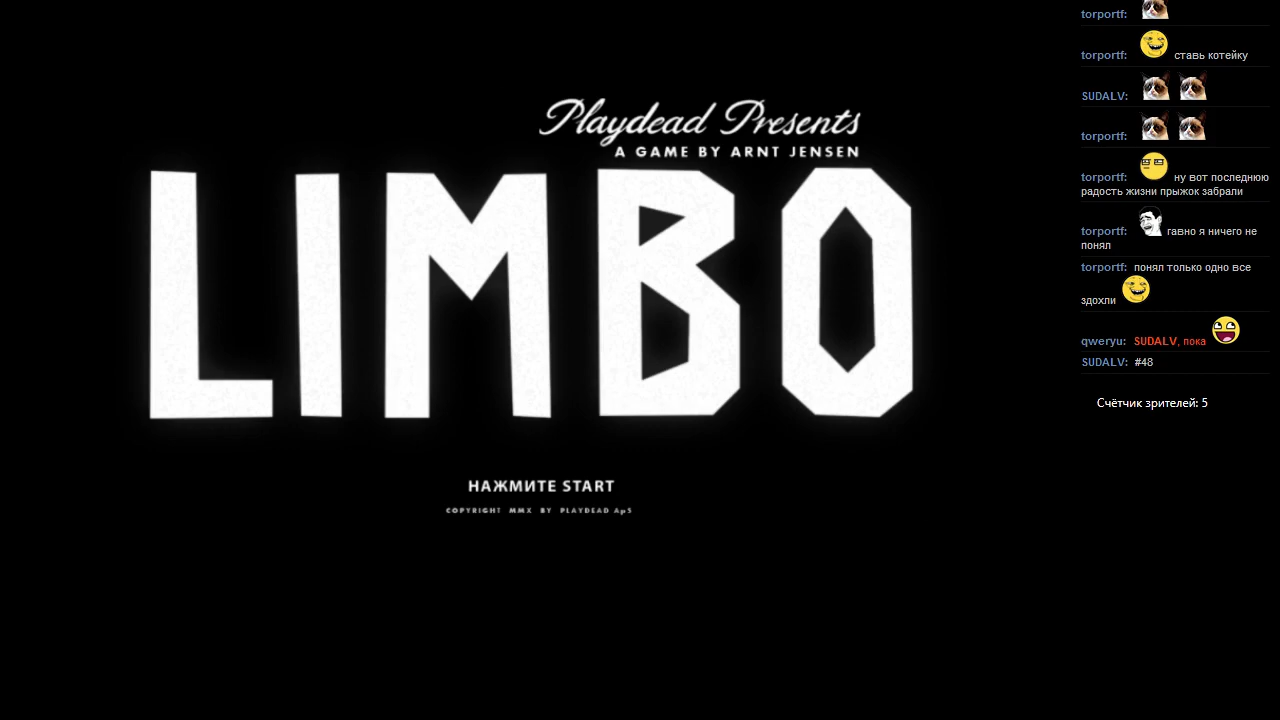 Playdead Presents
A GAME BY ARNT JENSEN
LIMBO
НАЖМИТЕ START
COPYRIGHT MMX BY PLAYDEAD ApS
torportf:
torportf: ставь котейку
SUDALV:
torportf:
torportf: ну вот последнюю
радость жизни прыжок забрали
torportf: гавно я ничего не
понял
torportf: понял только одно все
здохли
qweryu: SUDALV, пока
SUDALV: #48
Счётчик зрителей: 5